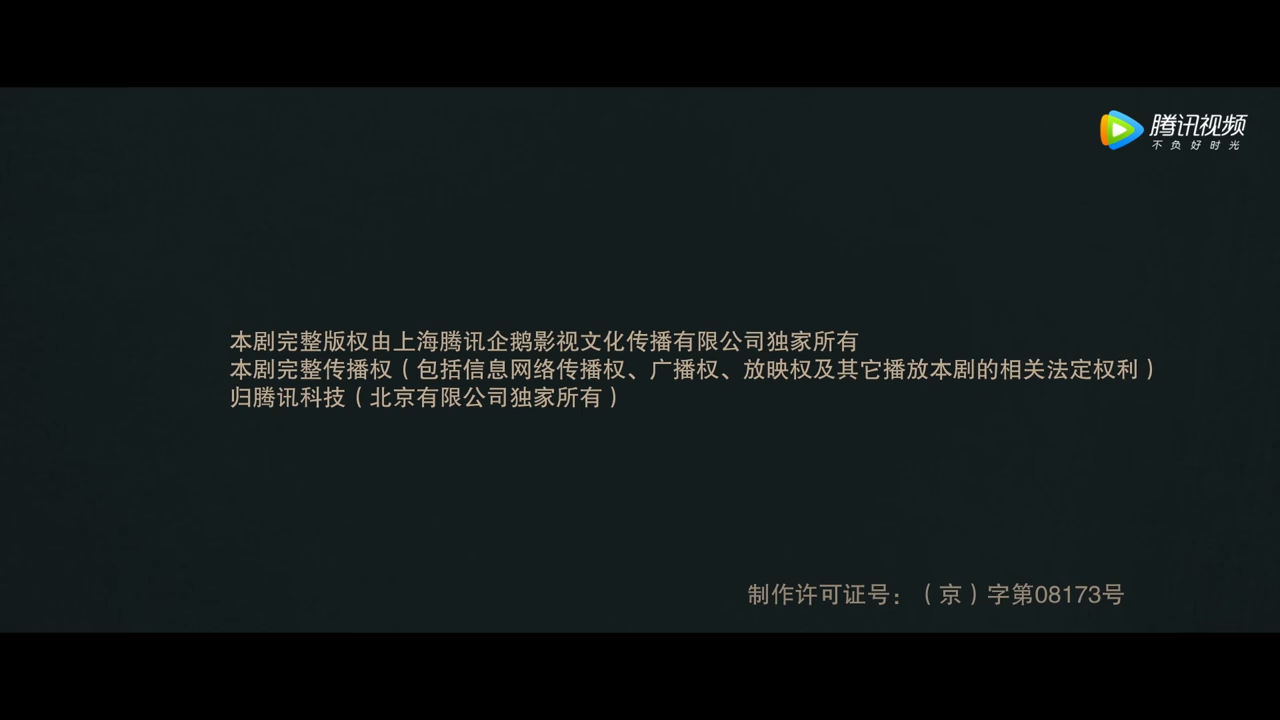 腾讯视频
不负好时光
本剧完整版权由上海腾讯企鹅影视文化传播有限公司独家所有
本剧完整传播权（包括信息网络传播权、广播权、放映权及其它播放本剧的相关法定权利）
归腾讯科技（北京有限公司独家所有）
制作许可证号：（京）字第08173号